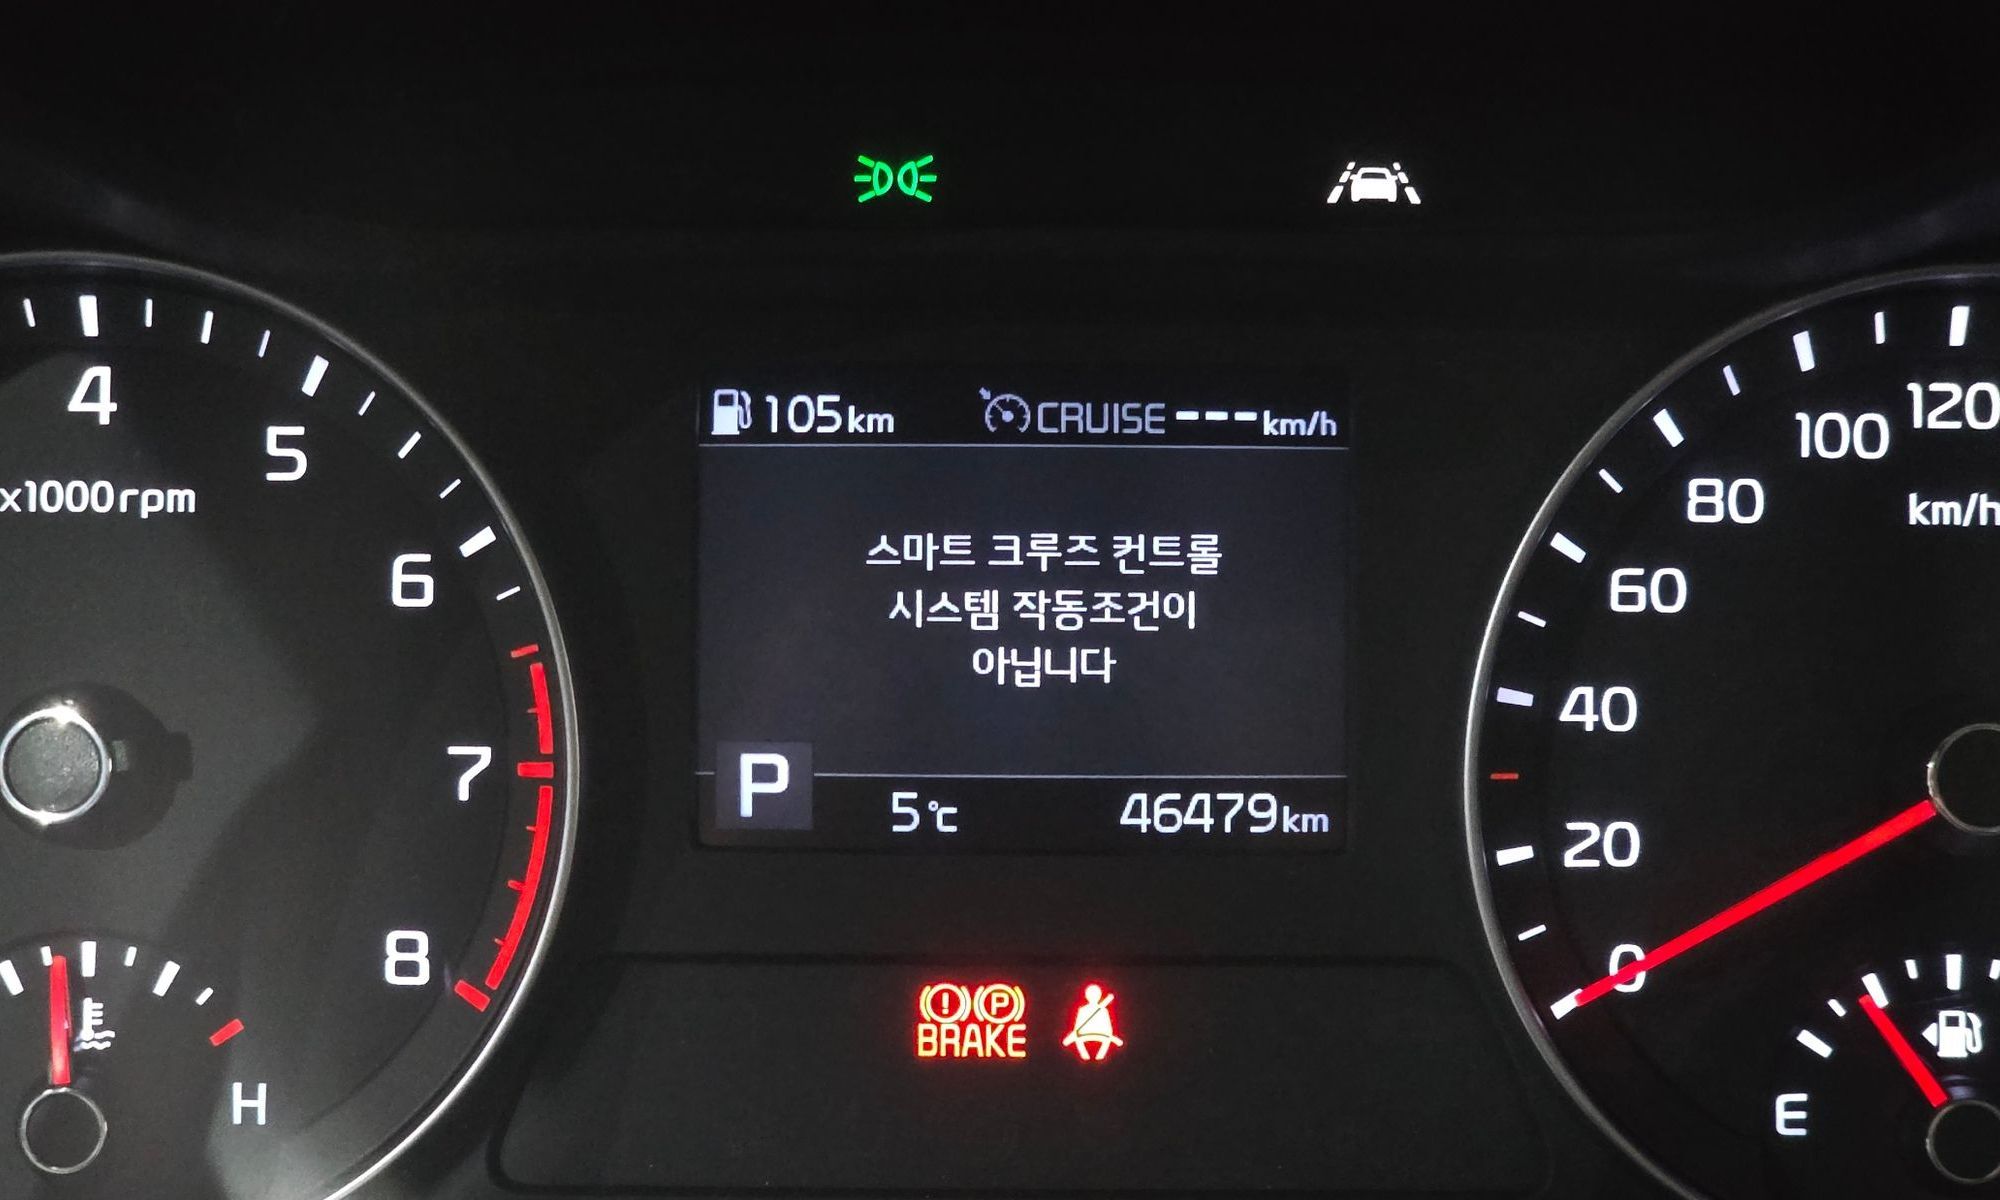 105km CRUISE ---km/h
스마트 크루즈 컨트롤
시스템 작동조건이
아닙니다
P 5℃ 46479km
4
5
x1000rpm
6
7
8
H
120
100
80
km/h
60
40
20
0
E
! P
BRAKE